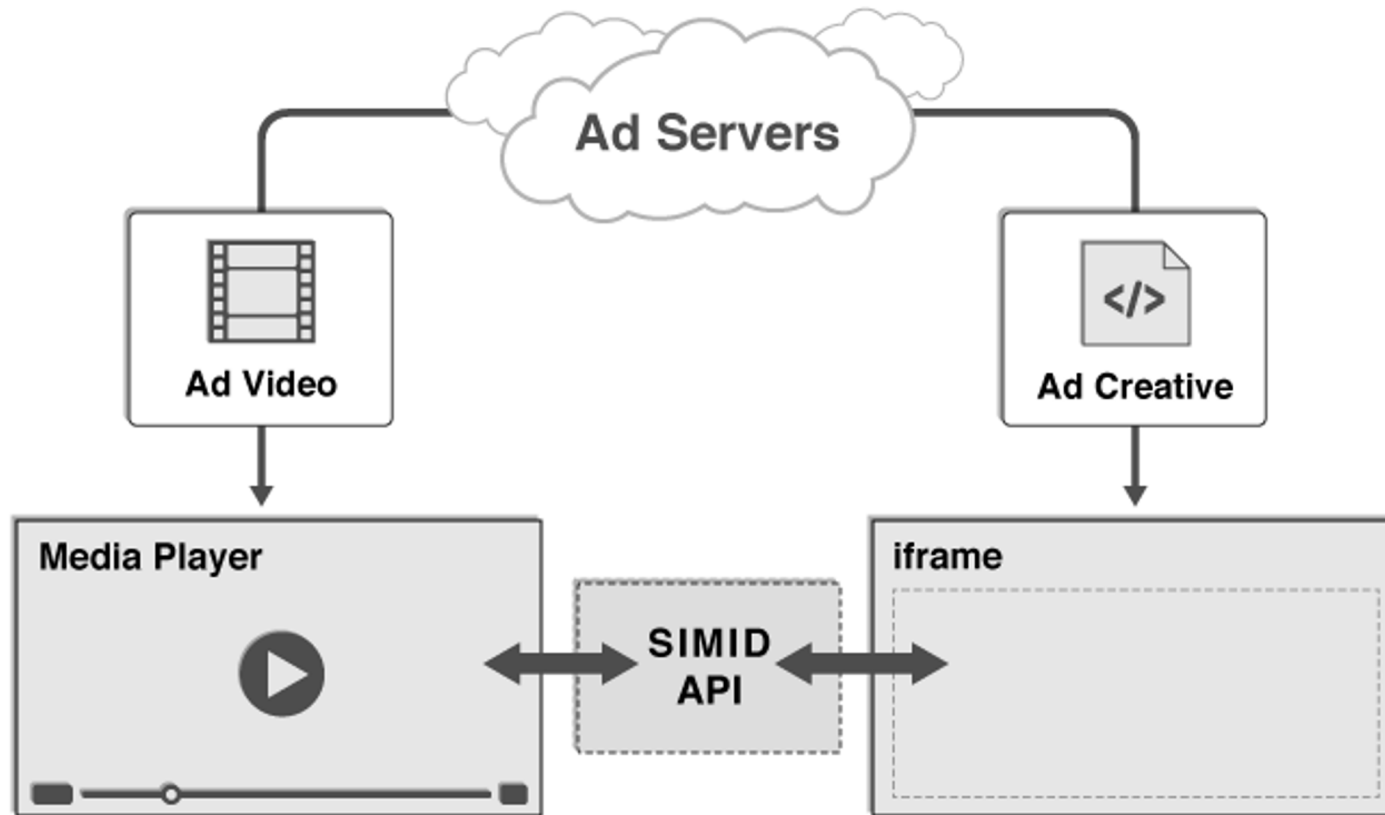 Ad Servers
Ad Video
</>
Ad Creative
Media Player
iframe
SIMID
API